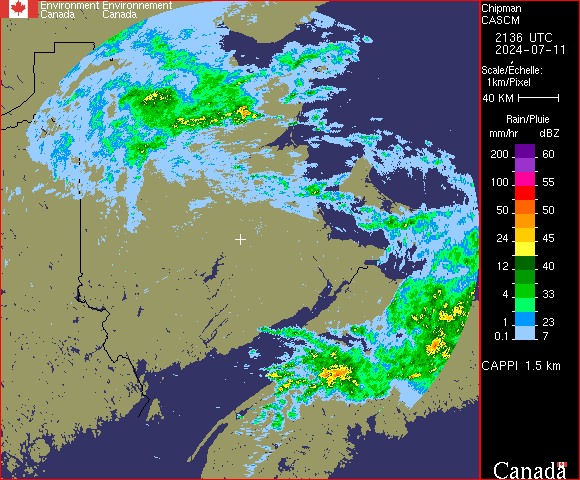 Environment Environnement
Canada Canada
Chipman
CASCM
2136 UTC
2024-07-11
Scale/Échelle:
1km/Pixel
40 KM
Rain/Pluie
mm/hr dBZ
200 60
100 55
50 50
24 45
12 40
4 33
1 23
0.1 7
CAPPI 1.5 km
Canada